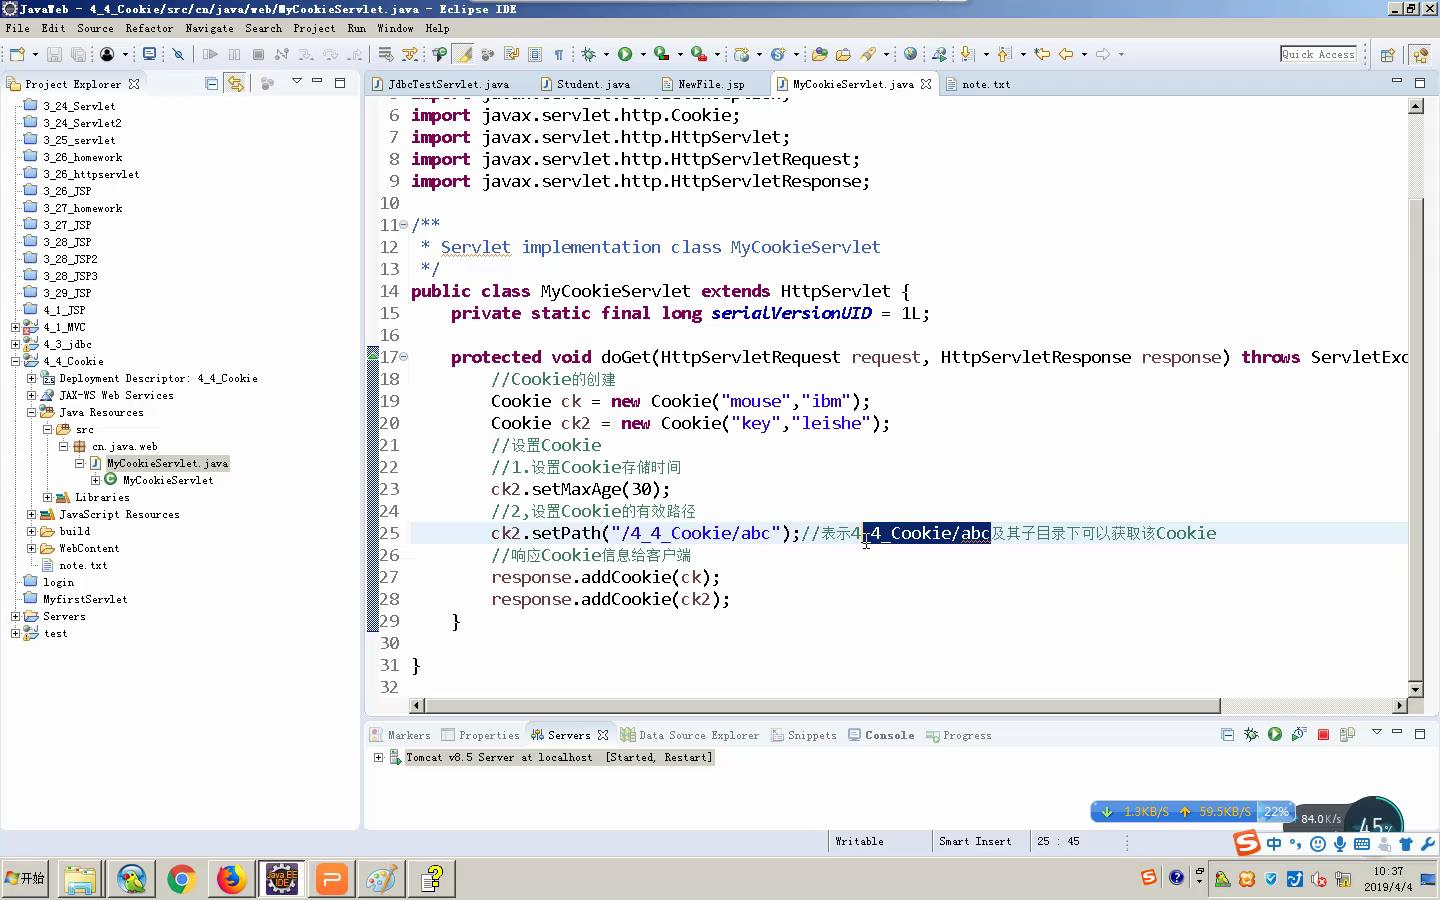 JavaWeb - 4_4_Cookie/src/cn/java/web/MyCookieServlet.java - Eclipse IDE
File Edit Source Refactor Navigate Search Project Run Window Help
Quick Access
Project Explorer
JdbcTestServlet.java Student.java NewFile.jsp MyCookieServlet.java note.txt
3_24_Servlet
3_24_Servlet2
3_25_servlet
3_26_homework
3_26_httpservlet
3_26_JSP
3_27_homework
3_27_JSP
3_28_JSP
3_28_JSP2
3_28_JSP3
3_29_JSP
4_1_JSP
4_1_MVC
4_3_jdbc
4_4_Cookie
Deployment Descriptor: 4_4_Cookie
JAX-WS Web Services
Java Resources
src
cn.java.web
MyCookieServlet.java
MyCookieServlet
Libraries
JavaScript Resources
build
WebContent
note.txt
login
MyfirstServlet
Servers
test
6 import javax.servlet.http.Cookie;
7 import javax.servlet.http.HttpServlet;
8 import javax.servlet.http.HttpServletRequest;
9 import javax.servlet.http.HttpServletResponse;
10
11 /**
12 * Servlet implementation class MyCookieServlet
13 */
14 public class MyCookieServlet extends HttpServlet {
15 private static final long serialVersionUID = 1L;
16
17 protected void doGet(HttpServletRequest request, HttpServletResponse response) throws ServletExc
18 //Cookie的创建
19 Cookie ck = new Cookie("mouse","ibm");
20 Cookie ck2 = new Cookie("key","leishe");
21 //设置Cookie
22 //1.设置Cookie存储时间
23 ck2.setMaxAge(30);
24 //2,设置Cookie的有效路径
25 ck2.setPath("/4_4_Cookie/abc");//表示4_4_Cookie/abc及其子目录下可以获取该Cookie
26 //响应Cookie信息给客户端
27 response.addCookie(ck);
28 response.addCookie(ck2);
29 }
30
31 }
32
Markers Properties Servers Data Source Explorer Snippets Console Progress
Tomcat v8.5 Server at localhost [Started, Restart]
1.3KB/S 59.5KB/S 22%
84.0K/s
45%
Writable Smart Insert 25 : 45
中
开始
10:37
2019/4/4